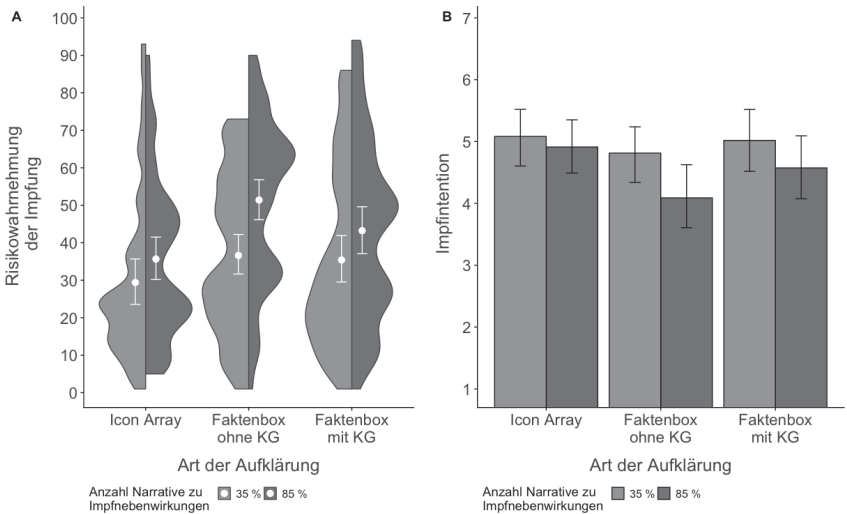 A
100
90
80
70
60
50
40
30
20
10
0
Risikowahrnehmung
der Impfung
Icon Array
Faktenbox
ohne KG
Faktenbox
mit KG
Art der Aufklärung
Anzahl Narrative zu
Impfnebenwirkungen
35 %
85 %
B
7
6
5
4
3
2
1
Impfintention
Icon Array
Faktenbox
ohne KG
Faktenbox
mit KG
Art der Aufklärung
Anzahl Narrative zu
Impfnebenwirkungen
35 %
85 %